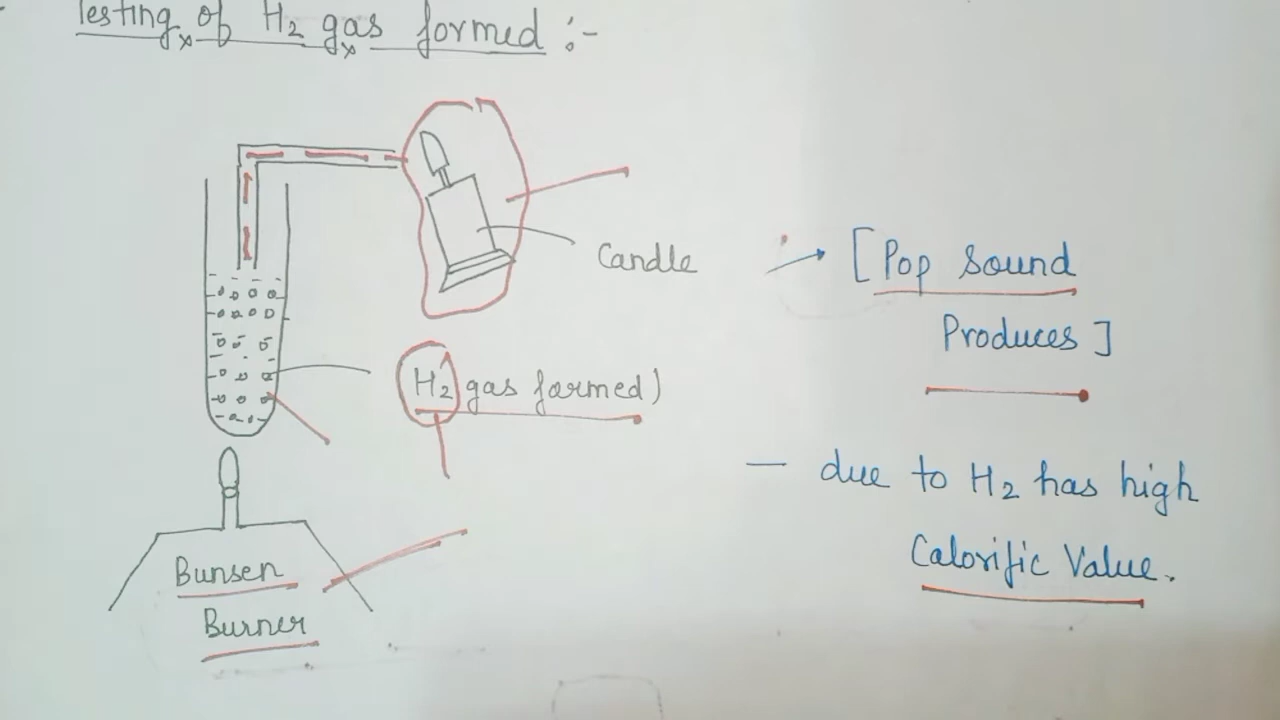 Testing of H2 gas formed :-
Candle
[Pop sound
Produces]
H2 gas formed)
- due to H2 has high
Calorific Value.
Bunsen
Burner